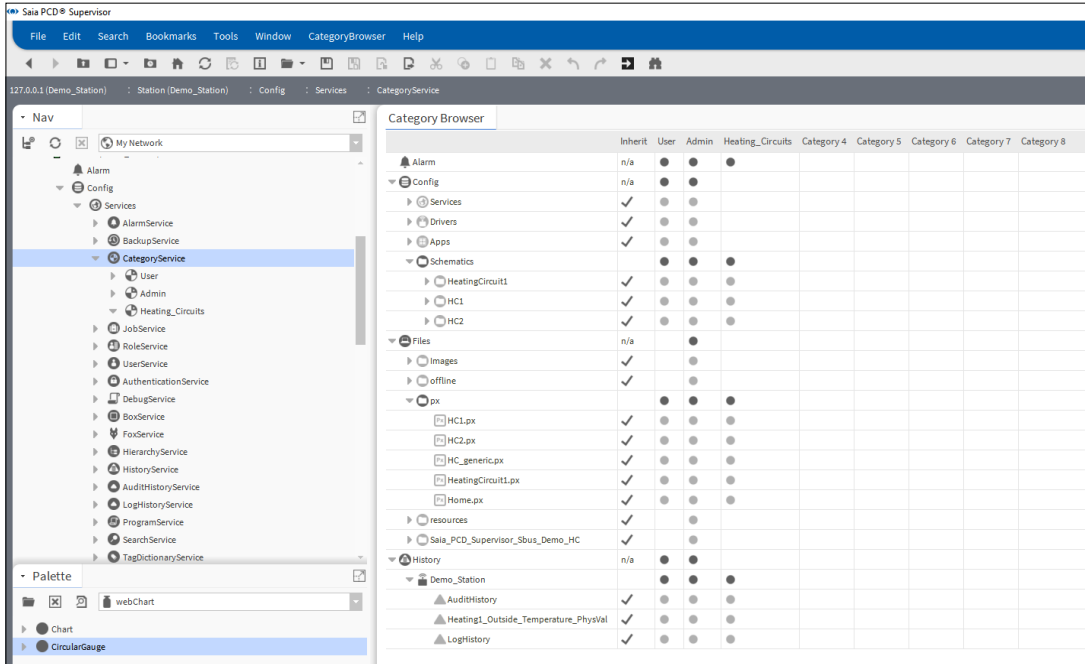 Saia PCD® Supervisor
File Edit Search Bookmarks Tools Window CategoryBrowser Help
127.0.0.1 (Demo_Station) : Station (Demo_Station) : Config : Services : CategoryService
Nav
My Network
Alarm
Config
Services
AlarmService
BackupService
CategoryService
User
Admin
Heating_Circuits
JobService
RoleService
UserService
AuthenticationService
DebugService
BoxService
FoxService
HierarchyService
HistoryService
AuditHistoryService
LogHistoryService
ProgramService
SearchService
TagDictionaryService
Palette
webChart
Chart
CircularGauge
Category Browser
Inherit User Admin Heating_Circuits Category 4 Category 5 Category 6 Category 7 Category 8
Alarm n/a
Config n/a
Services
Drivers
Apps
Schematics
HeatingCircuit1
HC1
HC2
Files n/a
Images
offline
px
Px HC1.px
Px HC2.px
Px HC_generic.px
Px HeatingCircuit1.px
Px Home.px
resources
Saia_PCD_Supervisor_Sbus_Demo_HC
History n/a
Demo_Station
AuditHistory
Heating1_Outside_Temperature_PhysVal
LogHistory